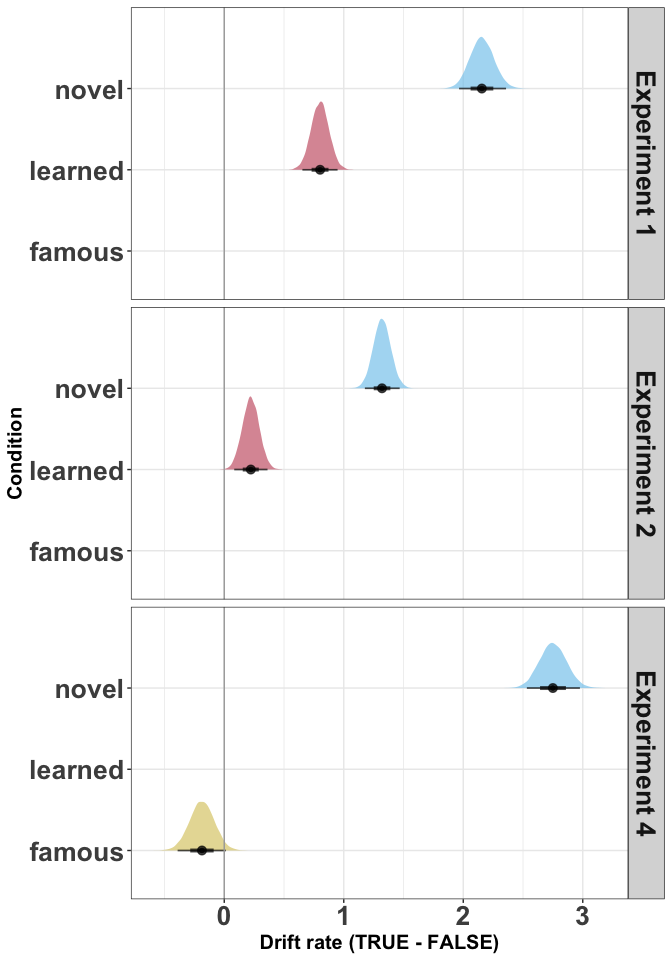 novel
learned
famous
Experiment 1
novel
learned
famous
Experiment 2
novel
learned
famous
Experiment 4
Condition
0 1 2 3
Drift rate (TRUE - FALSE)